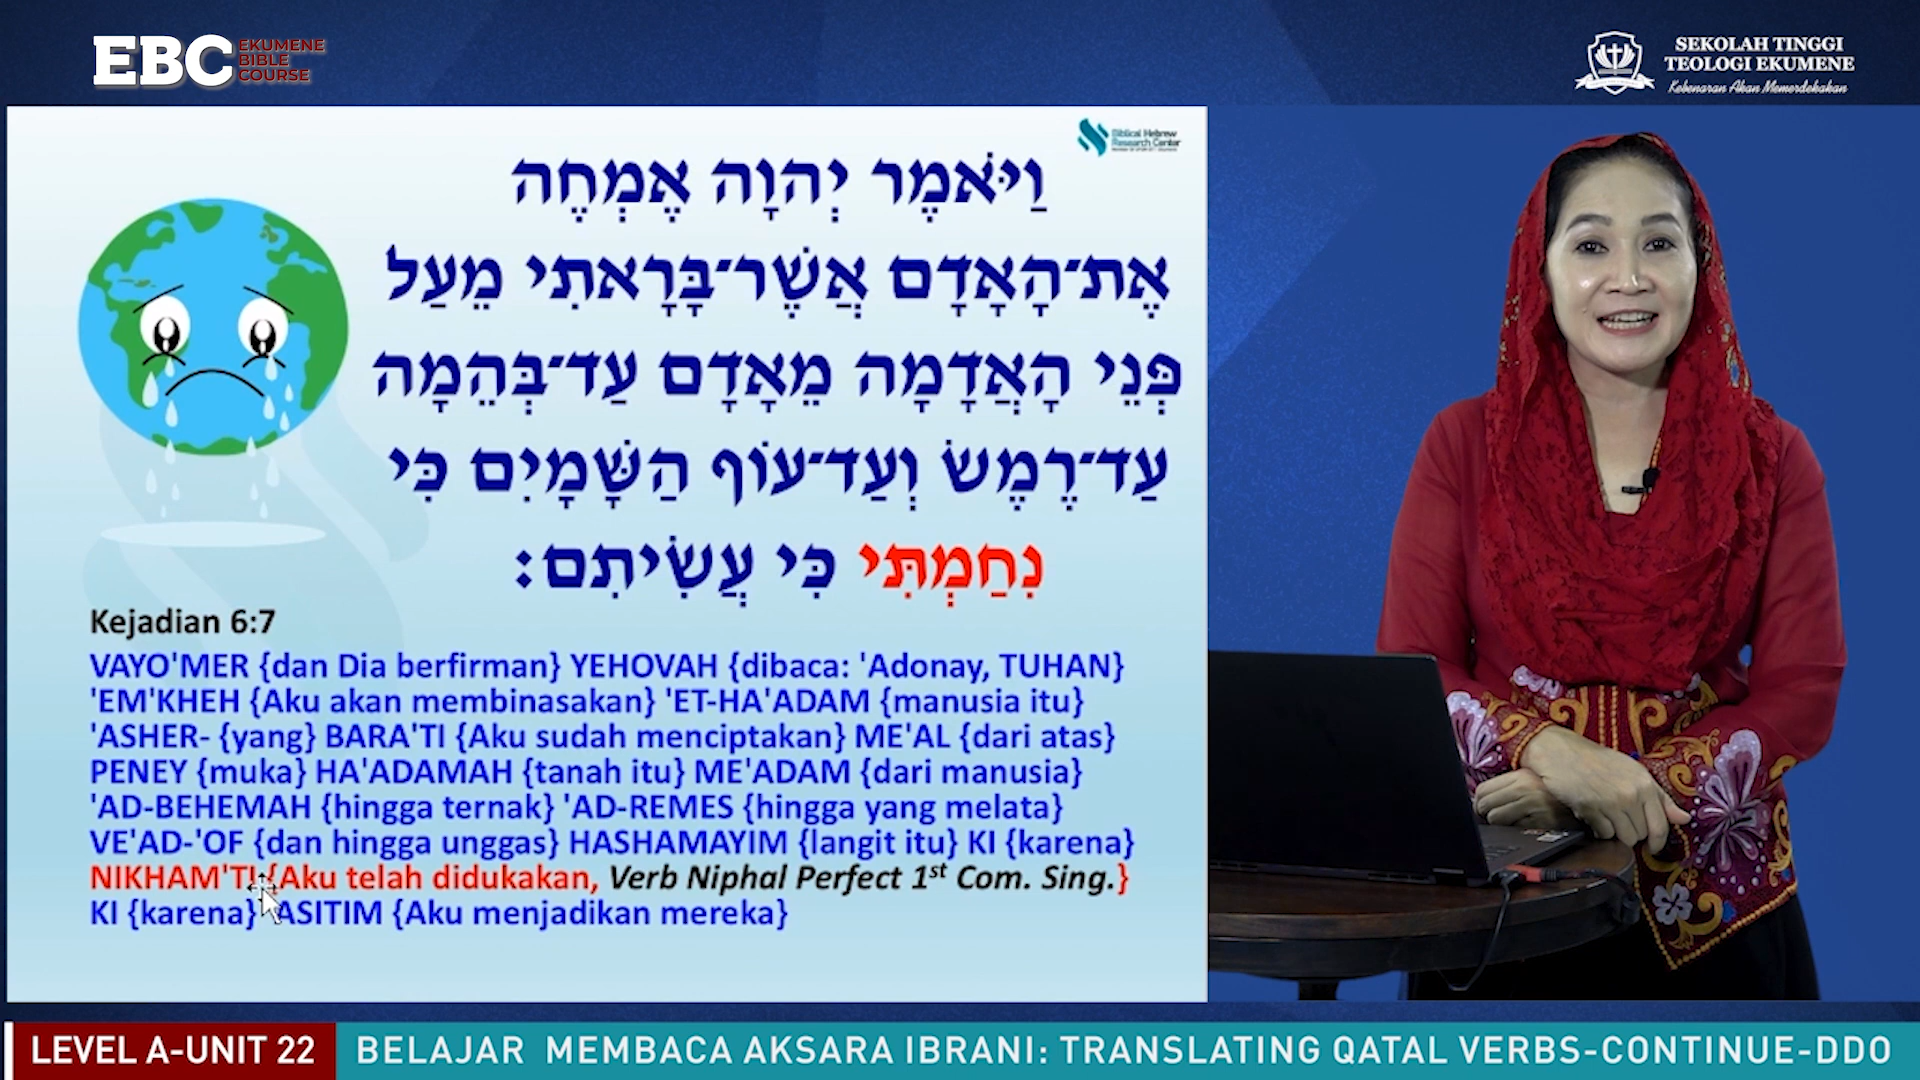 EBC EKUMENE
BIBLE
COURSE
SEKOLAH TINGGI
TEOLOGI EKUMENE
Kebenaran Akan Memerdekakan
Biblical Hebrew
Research Center
וַיֹּאמֶר יְהוָה אֶמְחֶה
אֶת־הָאָדָם אֲשֶׁר־בָּרָאתִי מֵעַל
פְּנֵי הָאֲדָמָה מֵאָדָם עַד־בְּהֵמָה
עַד־רֶמֶשׂ וְעַד־עוֹף הַשָּׁמָיִם כִּי
נִחַמְתִּי כִּי עֲשִׂיתִם׃
Kejadian 6:7
VAYO'MER {dan Dia berfirman} YEHOVAH {dibaca: 'Adonay, TUHAN}
'EM'KHEH {Aku akan membinasakan} 'ET-HA'ADAM {manusia itu}
'ASHER- {yang} BARA'TI {Aku sudah menciptakan} ME'AL {dari atas}
PENEY {muka} HA'ADAMAH {tanah itu} ME'ADAM {dari manusia}
'AD-BEHEMAH {hingga ternak} 'AD-REMES {hingga yang melata}
VE'AD-'OF {dan hingga unggas} HASHAMAYIM {langit itu} KI {karena}
NIKHAM'TI {Aku telah didukakan, Verb Niphal Perfect 1st Com. Sing.}
KI {karena} 'ASITIM {Aku menjadikan mereka}
LEVEL A-UNIT 22 BELAJAR MEMBACA AKSARA IBRANI: TRANSLATING QATAL VERBS-CONTINUE-DDO